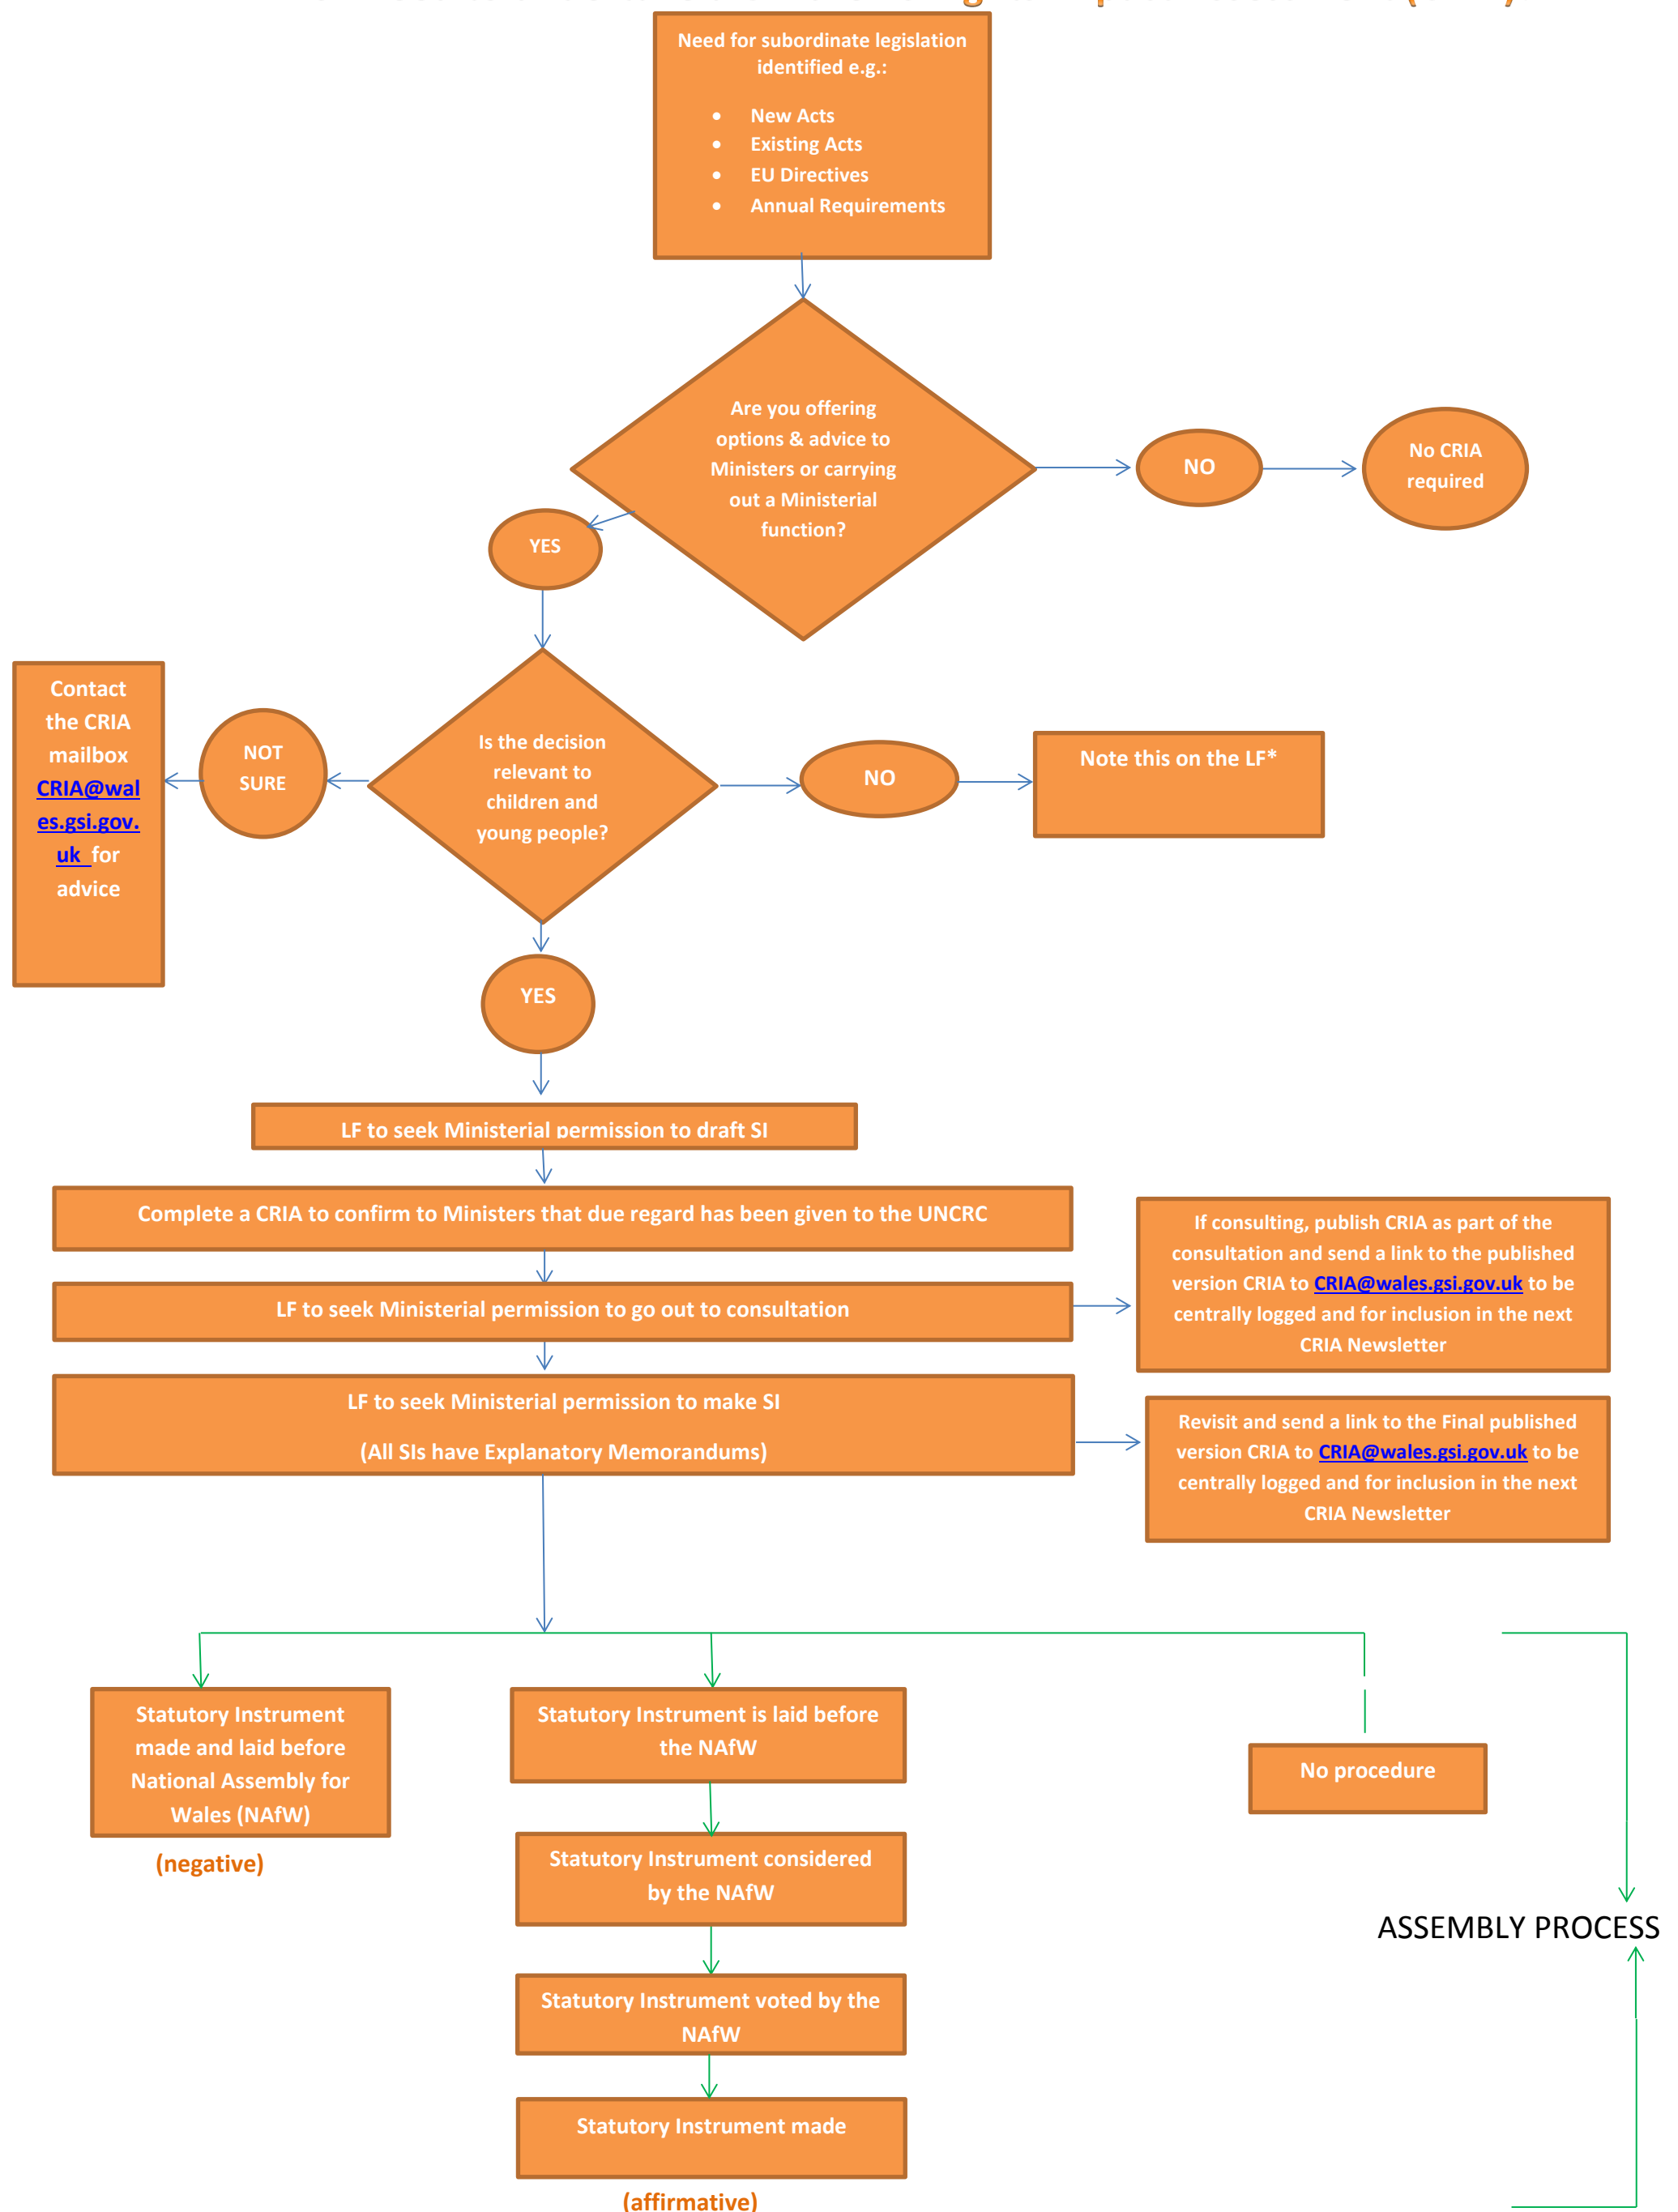 Need for subordinate legislation
identified e.g.:
• New Acts
• Existing Acts
• EU Directives
• Annual Requirements
Are you offering
options & advice to
Ministers or carrying
out a Ministerial
function?
NO
No CRIA
required
YES
Contact
the CRIA
mailbox
CRIA@wal
es.gsi.gov.
uk for
advice
NOT
SURE
Is the decision
relevant to
children and
young people?
NO
Note this on the LF*
YES
LF to seek Ministerial permission to draft SI
Complete a CRIA to confirm to Ministers that due regard has been given to the UNCRC
LF to seek Ministerial permission to go out to consultation
If consulting, publish CRIA as part of the
consultation and send a link to the published
version CRIA to CRIA@wales.gsi.gov.uk to be
centrally logged and for inclusion in the next
CRIA Newsletter
LF to seek Ministerial permission to make SI
(All SIs have Explanatory Memorandums)
Revisit and send a link to the Final published
version CRIA to CRIA@wales.gsi.gov.uk to be
centrally logged and for inclusion in the next
CRIA Newsletter
Statutory Instrument
made and laid before
National Assembly for
Wales (NAfW)
(negative)
Statutory Instrument is laid before
the NAfW
Statutory Instrument considered
by the NAfW
Statutory Instrument voted by the
NAfW
Statutory Instrument made
(affirmative)
No procedure
ASSEMBLY PROCESS